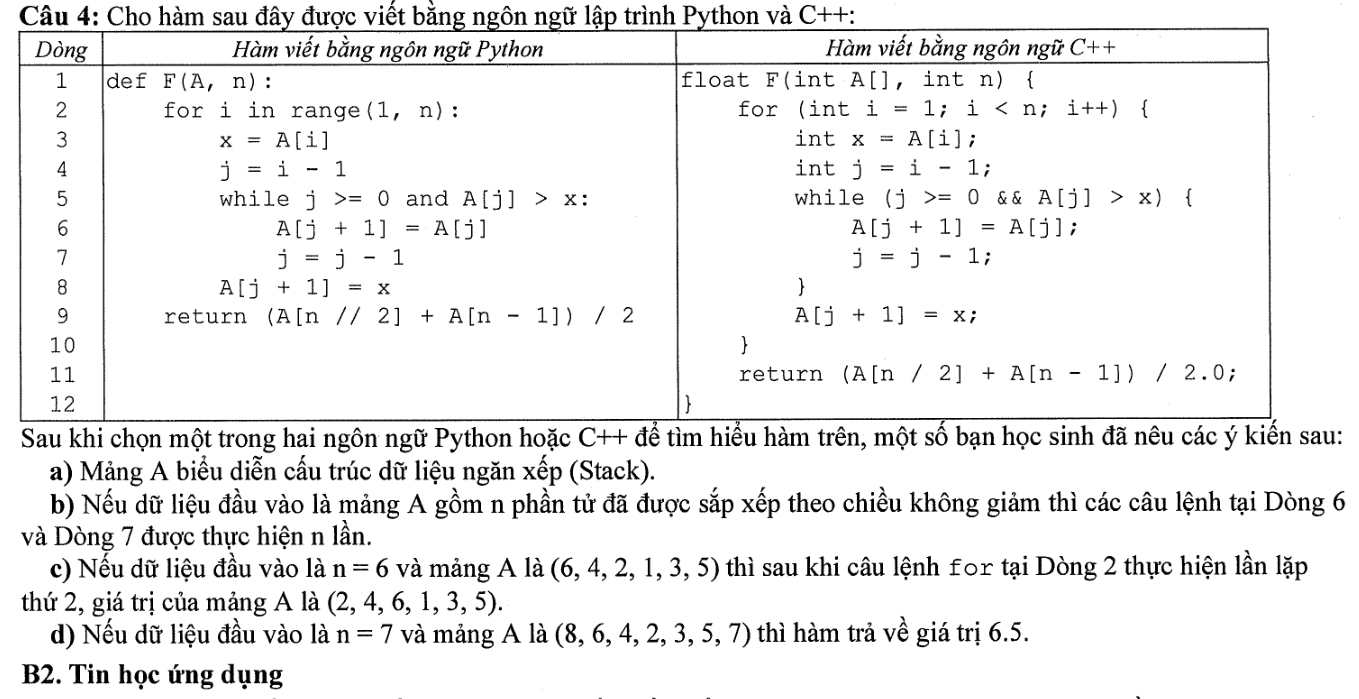 Câu 4: Cho hàm sau đây được viết bằng ngôn ngữ lập trình Python và C++:
Dòng Hàm viết bằng ngôn ngữ Python Hàm viết bằng ngôn ngữ C++
1 def F(A, n): float F(int A[], int n) {
2 for i in range(1, n): for (int i = 1; i < n; i++) {
3 x = A[i] int x = A[i];
4 j = i - 1 int j = i - 1;
5 while j >= 0 and A[j] > x: while (j >= 0 && A[j] > x) {
6 A[j + 1] = A[j] A[j + 1] = A[j];
7 j = j - 1 j = j - 1;
8 A[j + 1] = x }
9 return (A[n // 2] + A[n - 1]) / 2 A[j + 1] = x;
10 }
11 return (A[n / 2] + A[n - 1]) / 2.0;
12 }
Sau khi chọn một trong hai ngôn ngữ Python hoặc C++ để tìm hiểu hàm trên, một số bạn học sinh đã nêu các ý kiến sau:
a) Mảng A biểu diễn cấu trúc dữ liệu ngăn xếp (Stack).
b) Nếu dữ liệu đầu vào là mảng A gồm n phần tử đã được sắp xếp theo chiều không giảm thì các câu lệnh tại Dòng 6
và Dòng 7 được thực hiện n lần.
c) Nếu dữ liệu đầu vào là n = 6 và mảng A là (6, 4, 2, 1, 3, 5) thì sau khi câu lệnh for tại Dòng 2 thực hiện lần lặp
thứ 2, giá trị của mảng A là (2, 4, 6, 1, 3, 5).
d) Nếu dữ liệu đầu vào là n = 7 và mảng A là (8, 6, 4, 2, 3, 5, 7) thì hàm trả về giá trị 6.5.
B2. Tin học ứng dụng